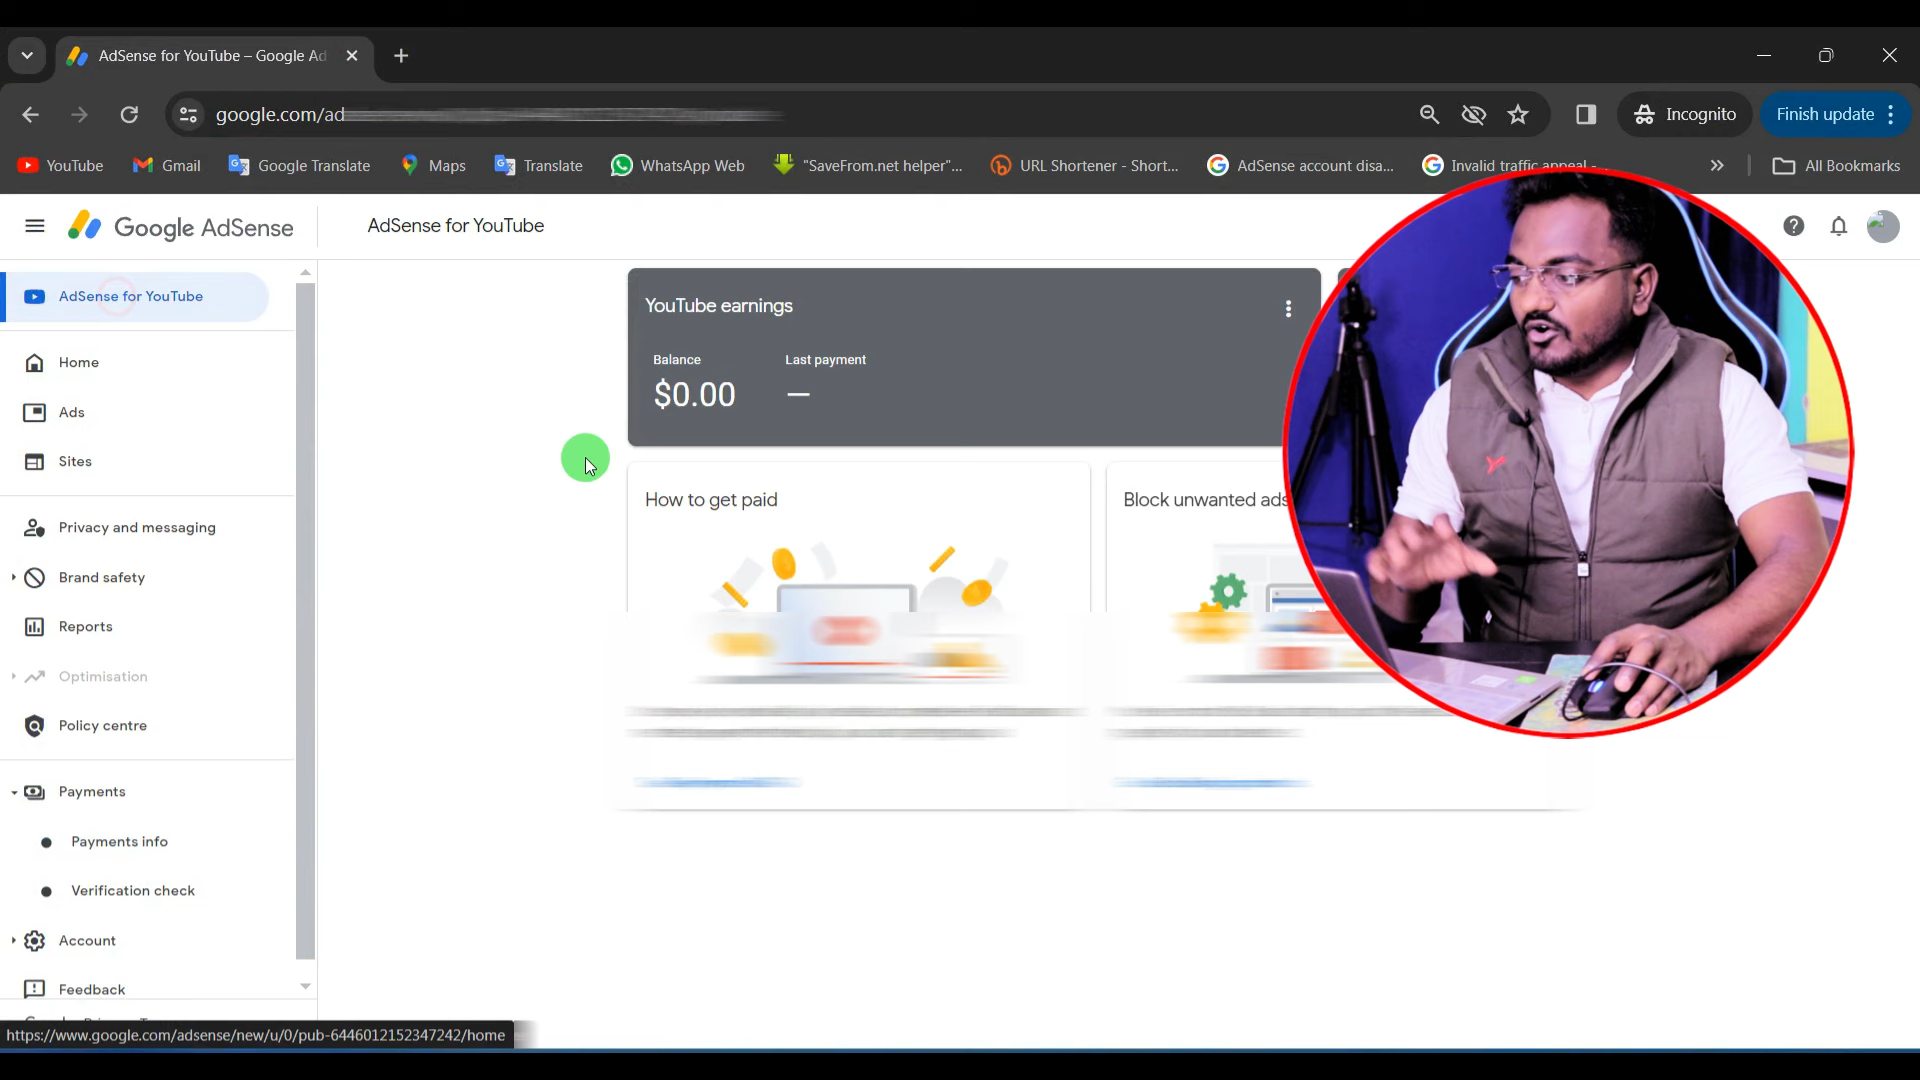 AdSense for YouTube – Google Ad
google.com/ad
Incognito
Finish update
YouTube
Gmail
Google Translate
Maps
Translate
WhatsApp Web
"SaveFrom.net helper"...
URL Shortener - Short...
AdSense account disa...
Invalid traffic appeal -
All Bookmarks
Google AdSense
AdSense for YouTube
AdSense for YouTube
Home
Ads
Sites
Privacy and messaging
Brand safety
Reports
Optimisation
Policy centre
Payments
Payments info
Verification check
Account
Feedback
YouTube earnings
Balance
Last payment
$0.00
—
How to get paid
Block unwanted ads
https://www.google.com/adsense/new/u/0/pub-6446012152347242/home